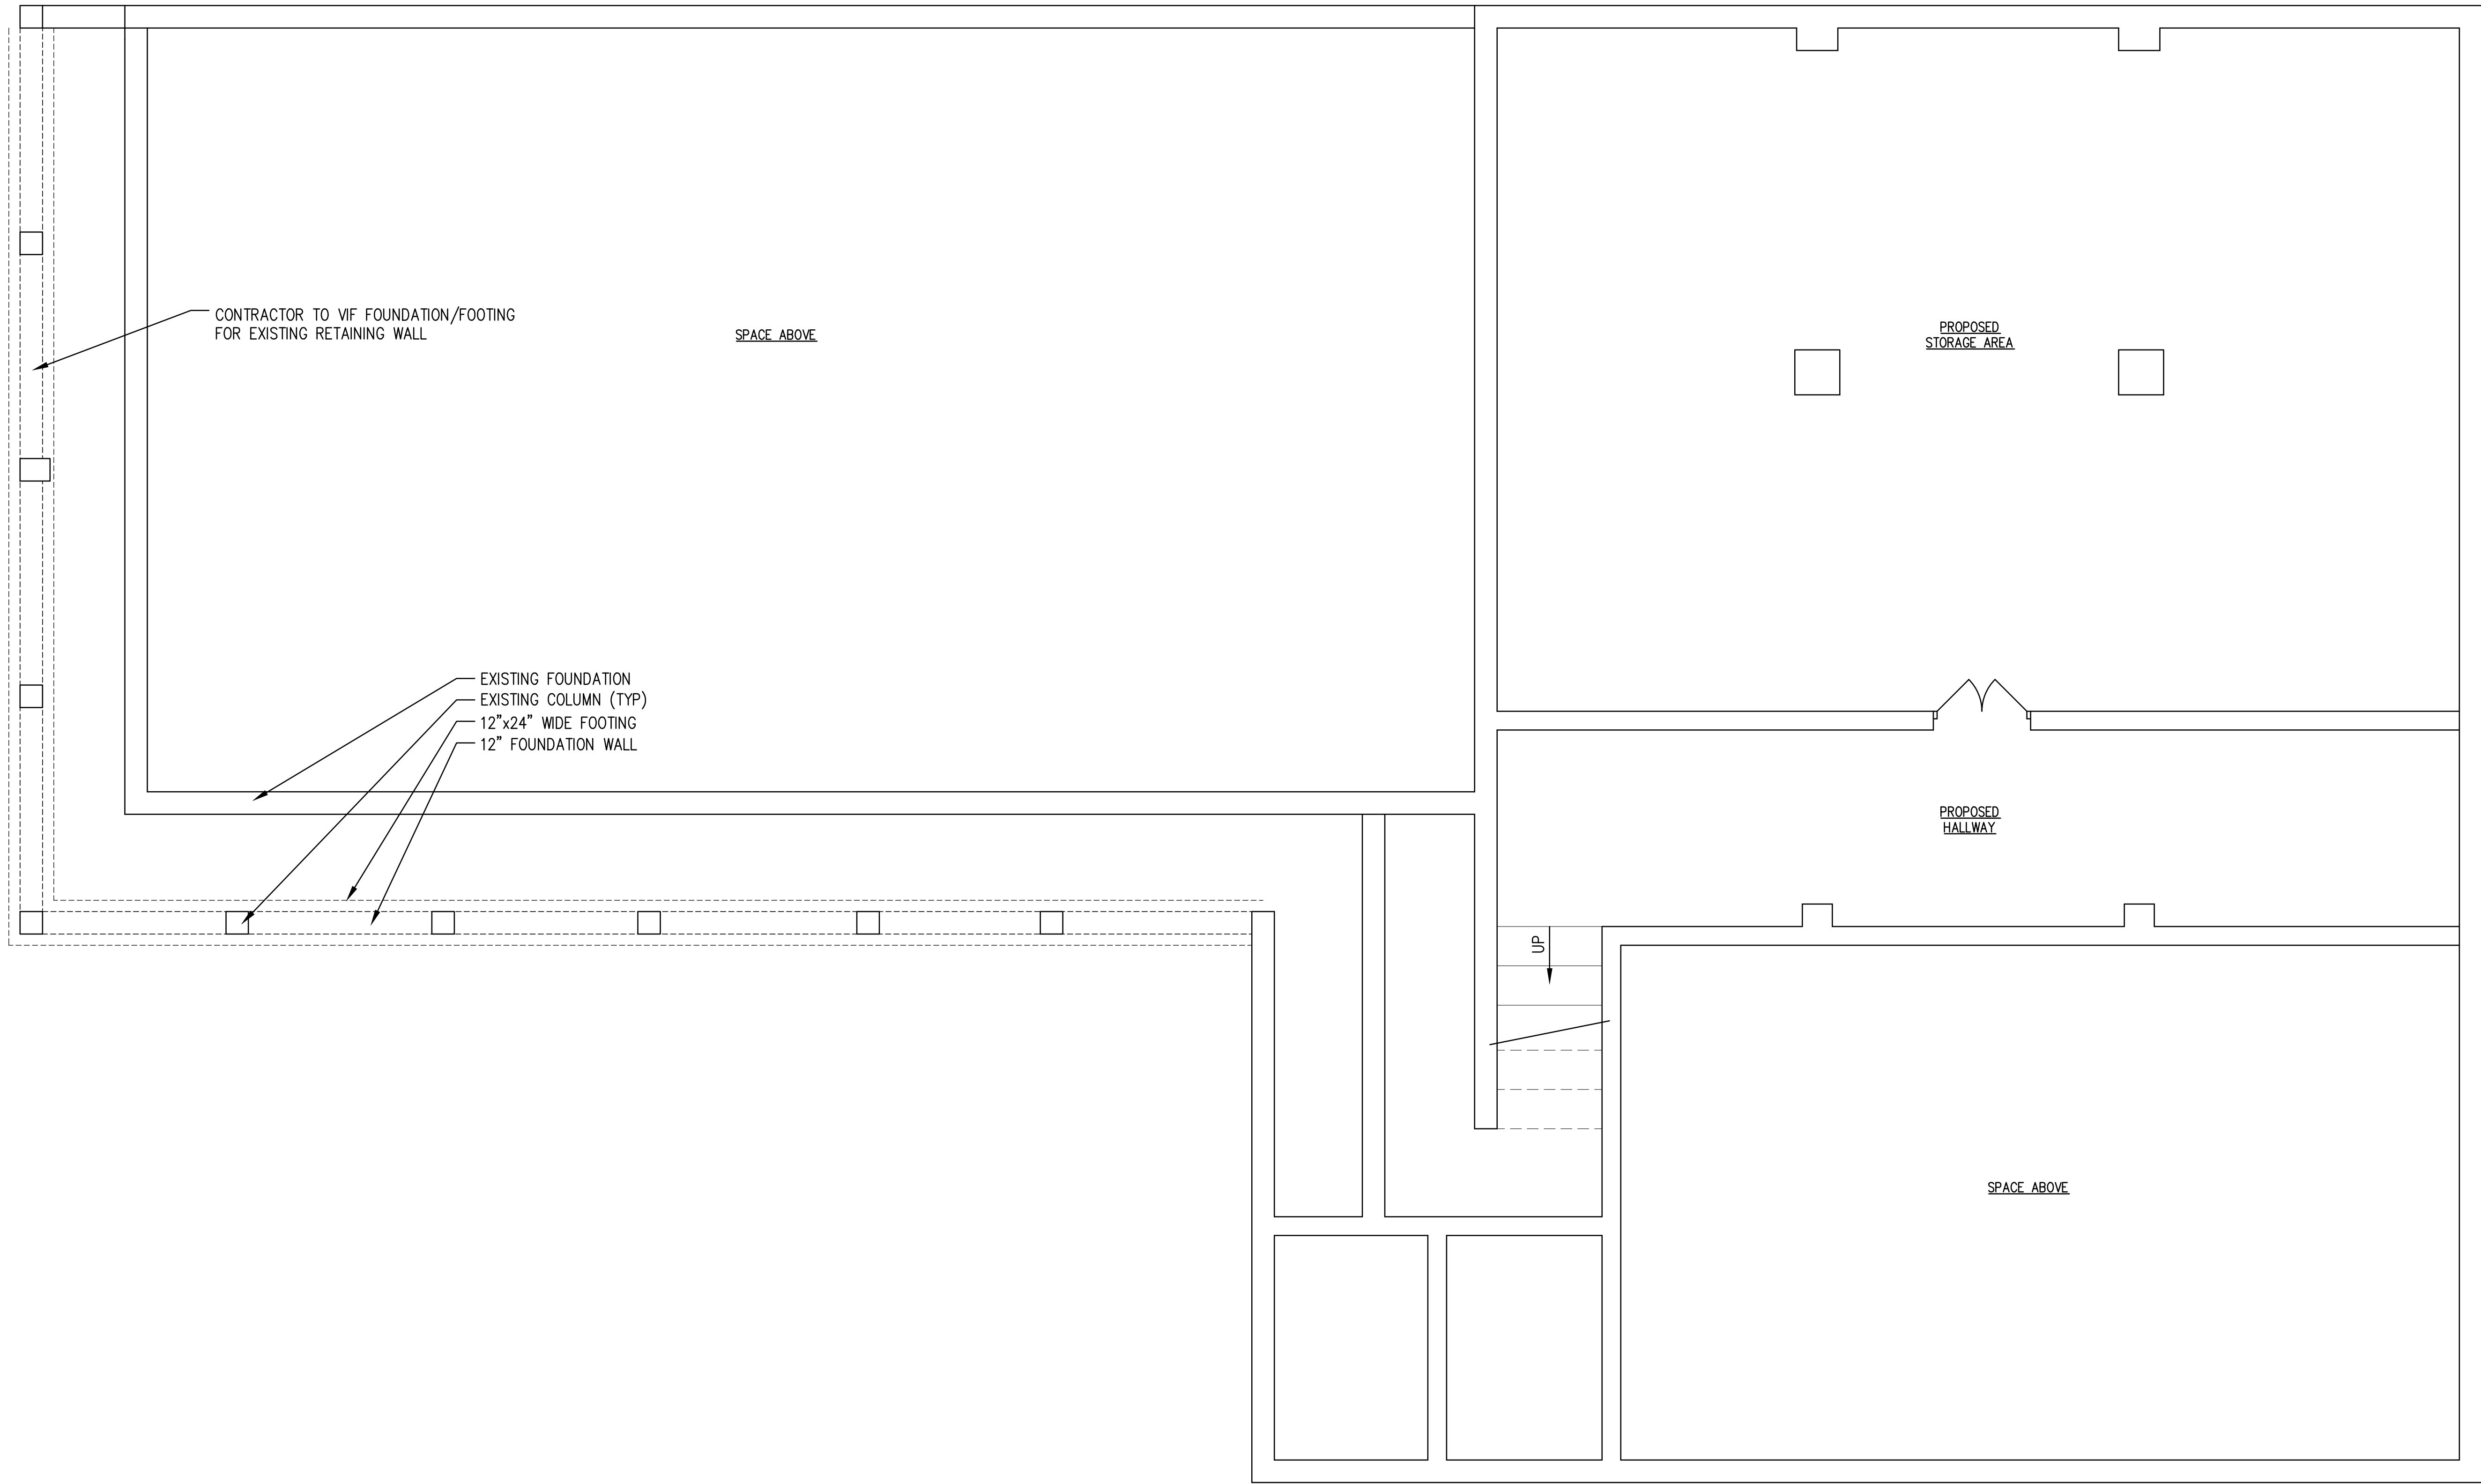 CONTRACTOR TO VIF FOUNDATION/FOOTING
FOR EXISTING RETAINING WALL
SPACE ABOVE
PROPOSED
STORAGE AREA
EXISTING FOUNDATION
EXISTING COLUMN (TYP)
12”x24” WIDE FOOTING
12” FOUNDATION WALL
PROPOSED
HALLWAY
UP
SPACE ABOVE